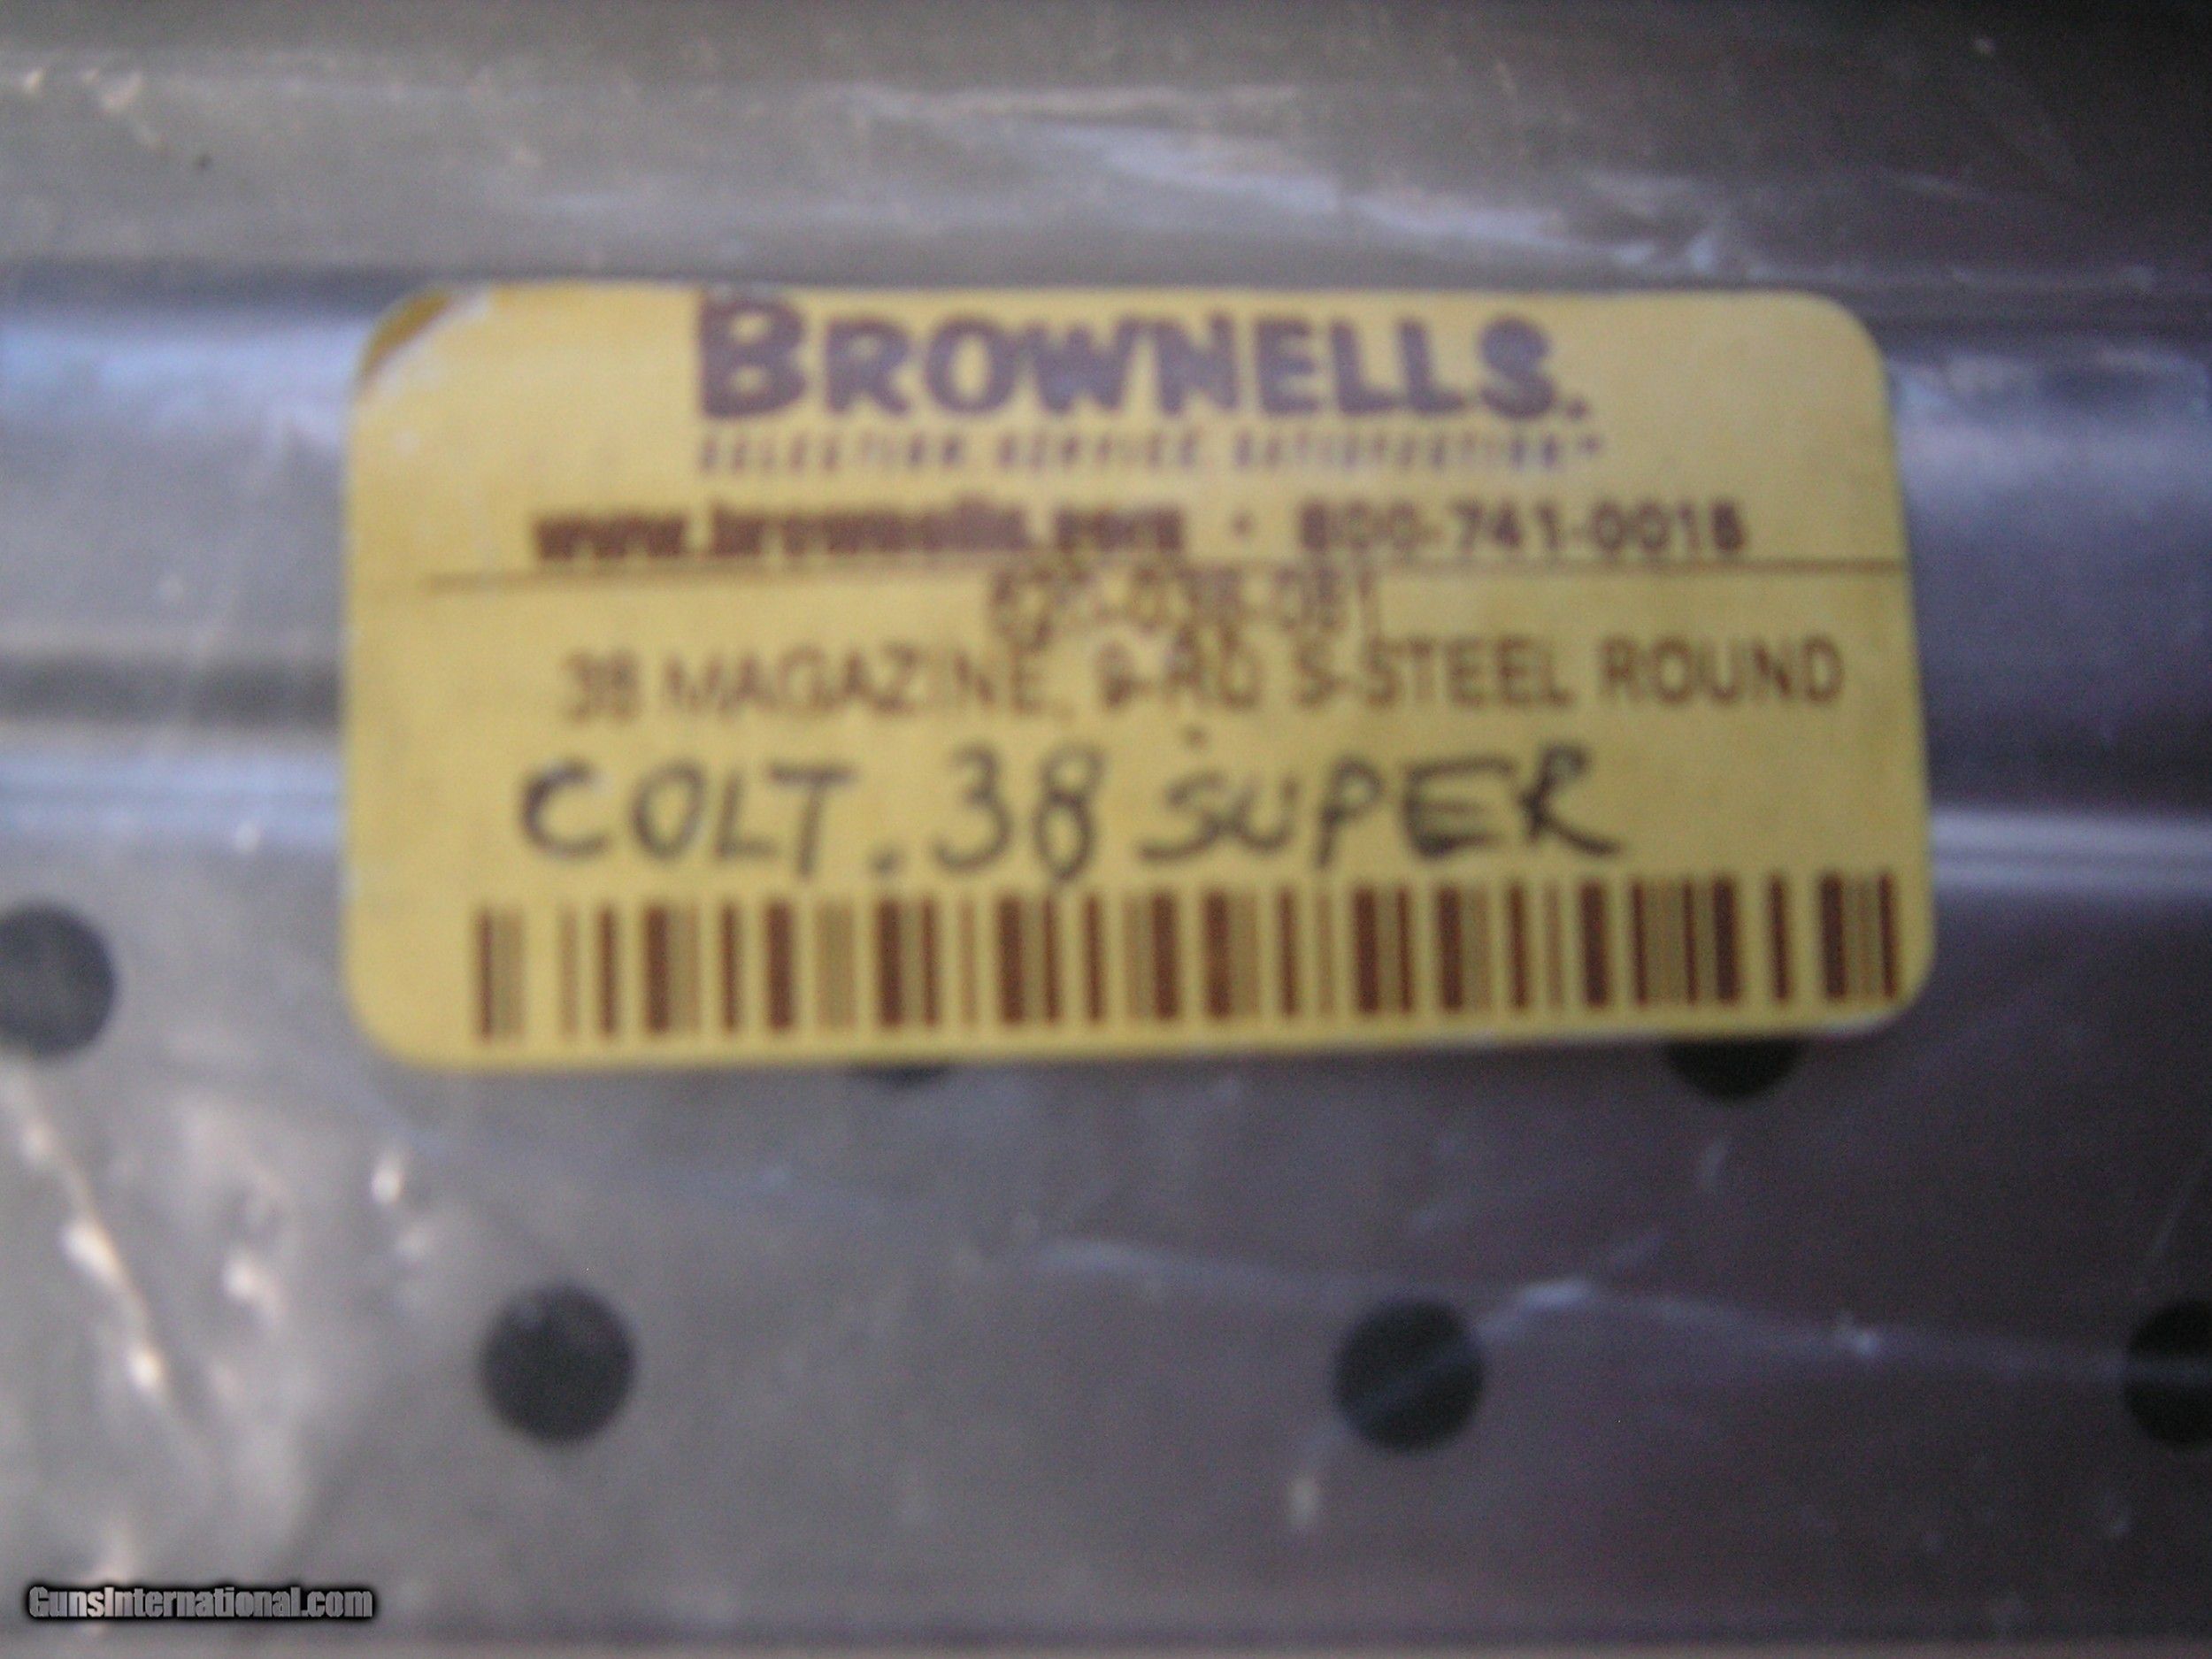 BROWNELLS.
SELECTION SERVICE SATISFACTION™
www.brownells.com • 800-741-0015
38 MAGAZINE, 9-RD S-STEEL ROUND
COLT .38 SUPER
GunsInternational.com